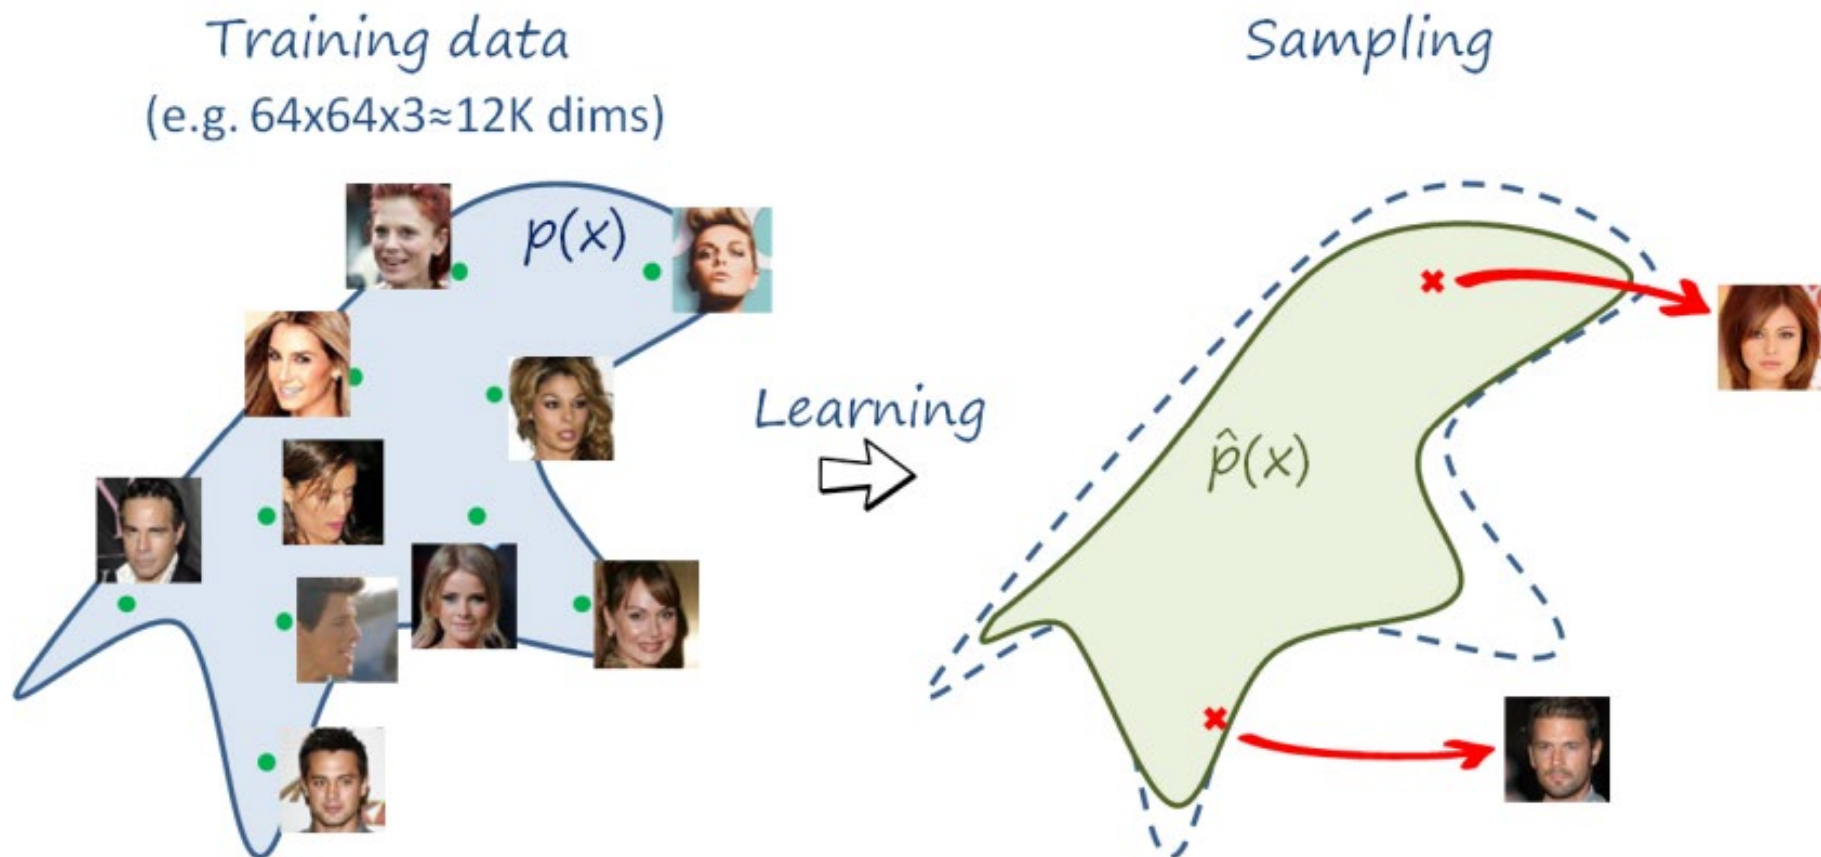 Training data
(e.g. 64x64x3≈12K dims)
Sampling
p(x)
Learning
p̂(x)